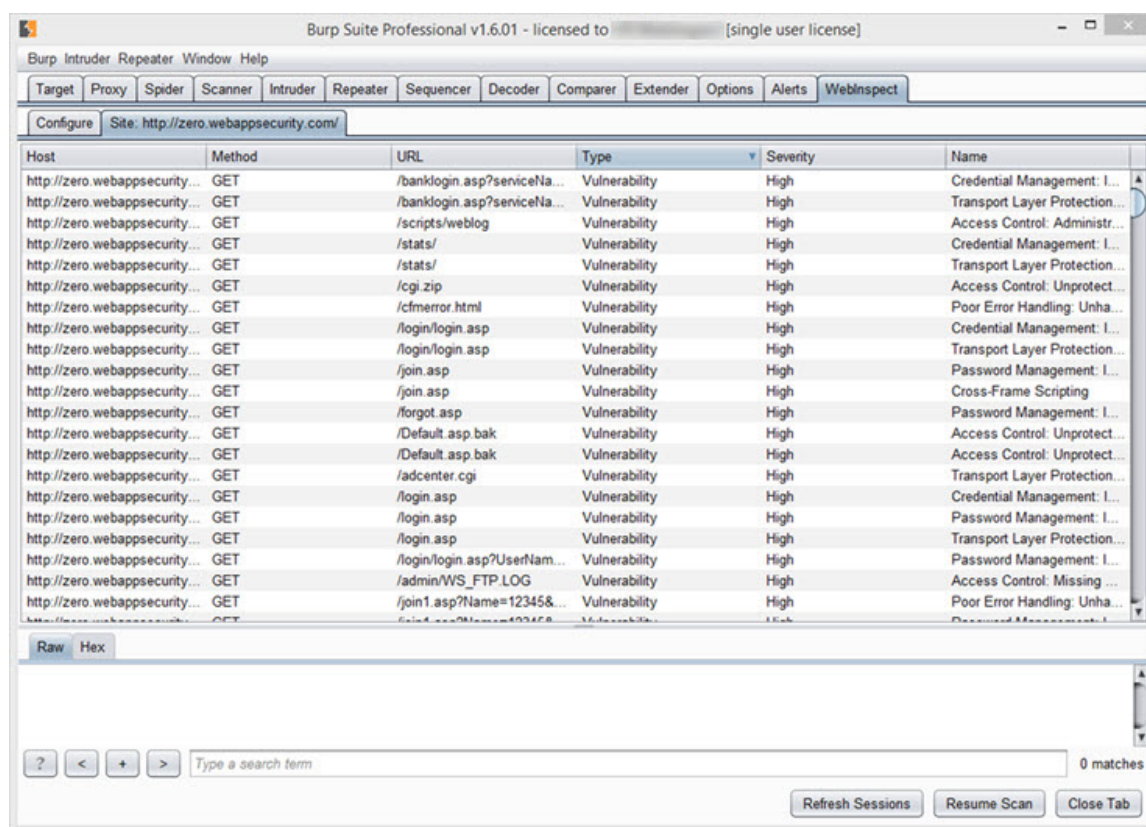 Burp Suite Professional v1.6.01 - licensed to [single user license]
Burp Intruder Repeater Window Help
Target Proxy Spider Scanner Intruder Repeater Sequencer Decoder Comparer Extender Options Alerts WebInspect
Configure Site: http://zero.webappsecurity.com/
Host Method URL Type Severity Name
http://zero.webappsecurity... GET /banklogin.asp?serviceNa... Vulnerability High Credential Management: I...
http://zero.webappsecurity... GET /banklogin.asp?serviceNa... Vulnerability High Transport Layer Protection...
http://zero.webappsecurity... GET /scripts/weblog Vulnerability High Access Control: Administr...
http://zero.webappsecurity... GET /stats/ Vulnerability High Credential Management: I...
http://zero.webappsecurity... GET /stats/ Vulnerability High Transport Layer Protection...
http://zero.webappsecurity... GET /cgi.zip Vulnerability High Access Control: Unprotect...
http://zero.webappsecurity... GET /cfmerror.html Vulnerability High Poor Error Handling: Unha...
http://zero.webappsecurity... GET /login/login.asp Vulnerability High Credential Management: I...
http://zero.webappsecurity... GET /login/login.asp Vulnerability High Transport Layer Protection...
http://zero.webappsecurity... GET /join.asp Vulnerability High Password Management: I...
http://zero.webappsecurity... GET /join.asp Vulnerability High Cross-Frame Scripting
http://zero.webappsecurity... GET /forgot.asp Vulnerability High Password Management: I...
http://zero.webappsecurity... GET /Default.asp.bak Vulnerability High Access Control: Unprotect...
http://zero.webappsecurity... GET /Default.asp.bak Vulnerability High Access Control: Unprotect...
http://zero.webappsecurity... GET /adcenter.cgi Vulnerability High Transport Layer Protection...
http://zero.webappsecurity... GET /login.asp Vulnerability High Credential Management: I...
http://zero.webappsecurity... GET /login.asp Vulnerability High Password Management: I...
http://zero.webappsecurity... GET /login.asp Vulnerability High Transport Layer Protection...
http://zero.webappsecurity... GET /login/login.asp?UserNam... Vulnerability High Password Management: I...
http://zero.webappsecurity... GET /admin/WS_FTP.LOG Vulnerability High Access Control: Missing ...
http://zero.webappsecurity... GET /join1.asp?Name=12345&... Vulnerability High Poor Error Handling: Unha...
Raw Hex
? < + > Type a search term 0 matches
Refresh Sessions Resume Scan Close Tab